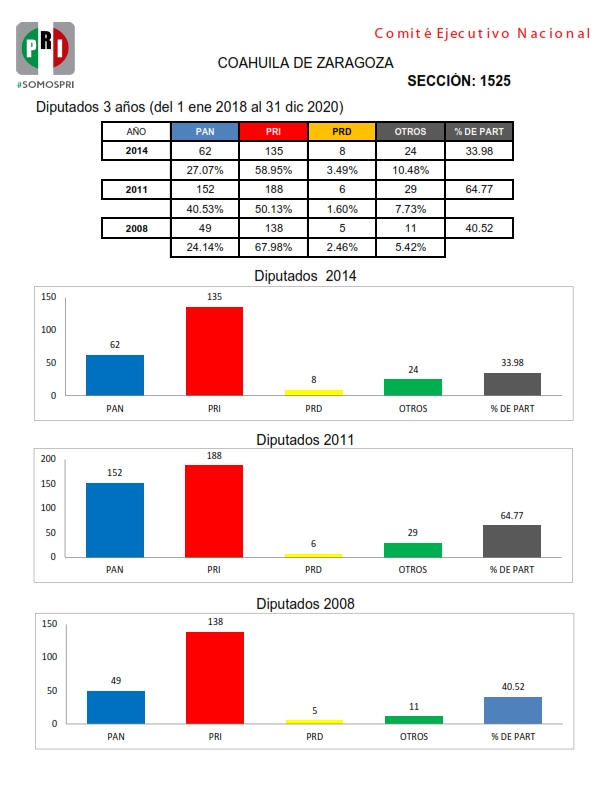 Comité Ejecutivo Nacional
PRI
#SOMOSPRI
COAHUILA DE ZARAGOZA
SECCIÓN: 1525
Diputados 3 años (del 1 ene 2018 al 31 dic 2020)
AÑO PAN PRI PRD OTROS % DE PART
2014 62 135 8 24 33.98
27.07% 58.95% 3.49% 10.48%
2011 152 188 6 29 64.77
40.53% 50.13% 1.60% 7.73%
2008 49 138 5 11 40.52
24.14% 67.98% 2.46% 5.42%
Diputados 2014
150
100
50
0
62 135 8 24 33.98
PAN PRI PRD OTROS % DE PART
Diputados 2011
200
150
100
50
0
152 188 6 29 64.77
PAN PRI PRD OTROS % DE PART
Diputados 2008
150
100
50
0
49 138 5 11 40.52
PAN PRI PRD OTROS % DE PART